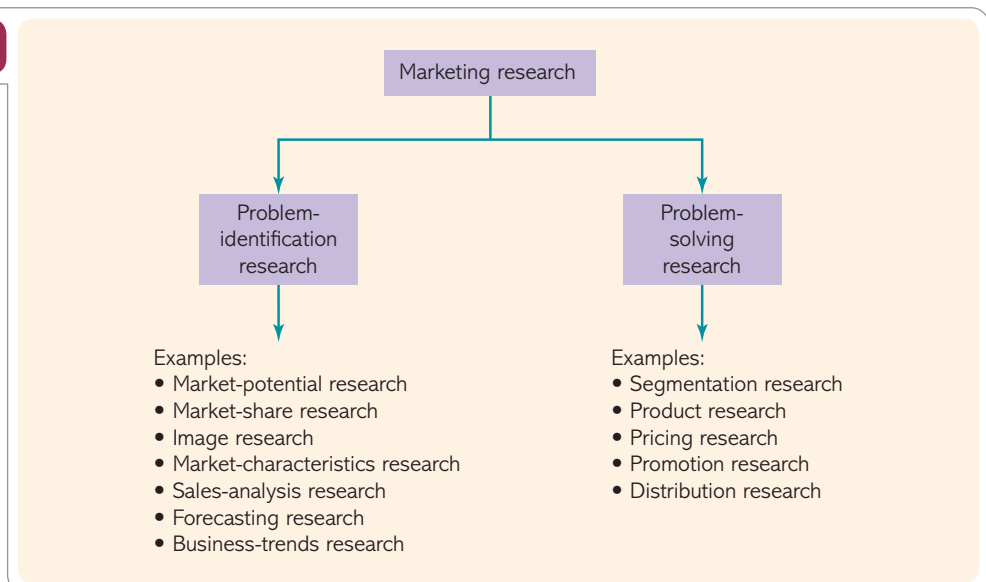 Marketing research
Problem-
identification
research
Examples:
• Market-potential research
• Market-share research
• Image research
• Market-characteristics research
• Sales-analysis research
• Forecasting research
• Business-trends research
Problem-
solving
research
Examples:
• Segmentation research
• Product research
• Pricing research
• Promotion research
• Distribution research